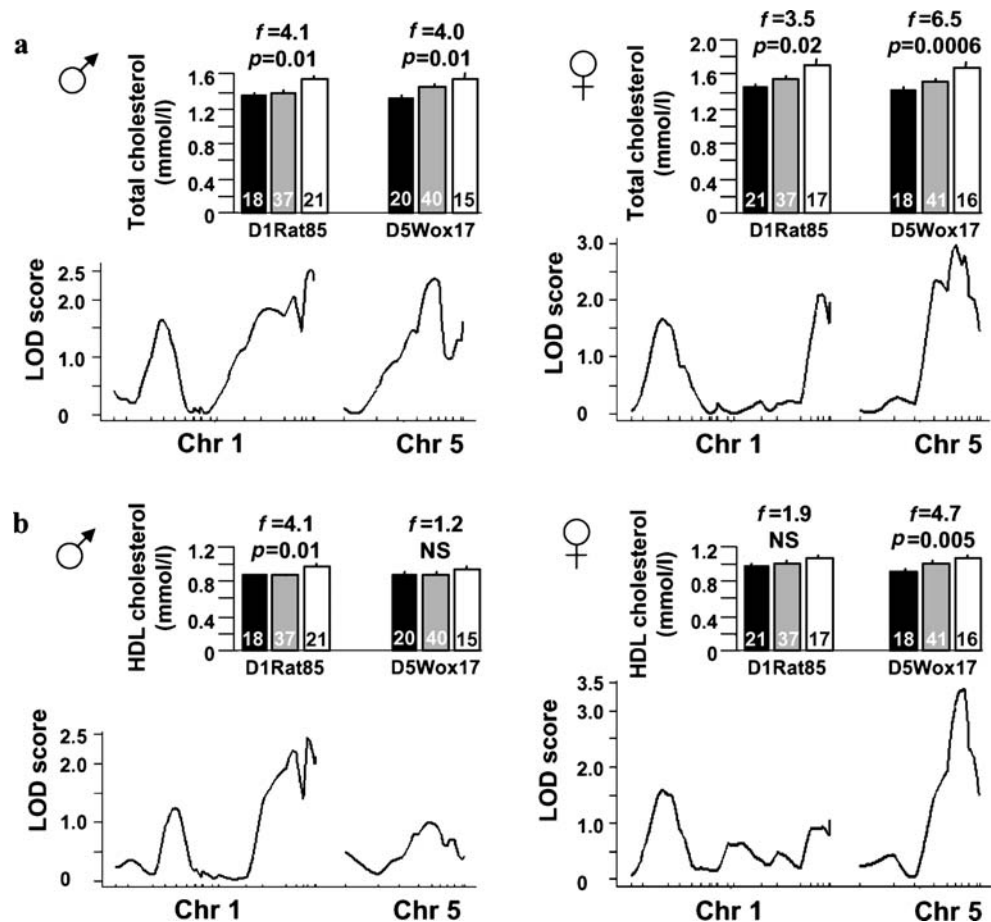 a
f=4.1 f=4.0
p=0.01 p=0.01
Total cholesterol
(mmol/l)
1.6
1.2
0.8
0.4
0
18 37 21 20 40 15
D1Rat85 D5Wox17
f=3.5 f=6.5
p=0.02 p=0.0006
Total cholesterol
(mmol/l)
2.0
1.6
1.2
0.8
0.4
0
21 37 17 18 41 16
D1Rat85 D5Wox17
LOD score
2.5
2.0
1.0
0
Chr 1 Chr 5
LOD score
3.0
2.0
1.0
0
Chr 1 Chr 5
b
f=4.1 f=1.2
p=0.01 NS
HDL cholesterol
(mmol/l)
1.2
0.8
0.4
0
18 37 21 20 40 15
D1Rat85 D5Wox17
f=1.9 f=4.7
NS p=0.005
HDL cholesterol
(mmol/l)
1.2
0.8
0.4
0
21 37 17 18 41 16
D1Rat85 D5Wox17
LOD score
2.5
2.0
1.0
0
Chr 1 Chr 5
LOD score
3.5
3.0
2.0
1.0
0
Chr 1 Chr 5